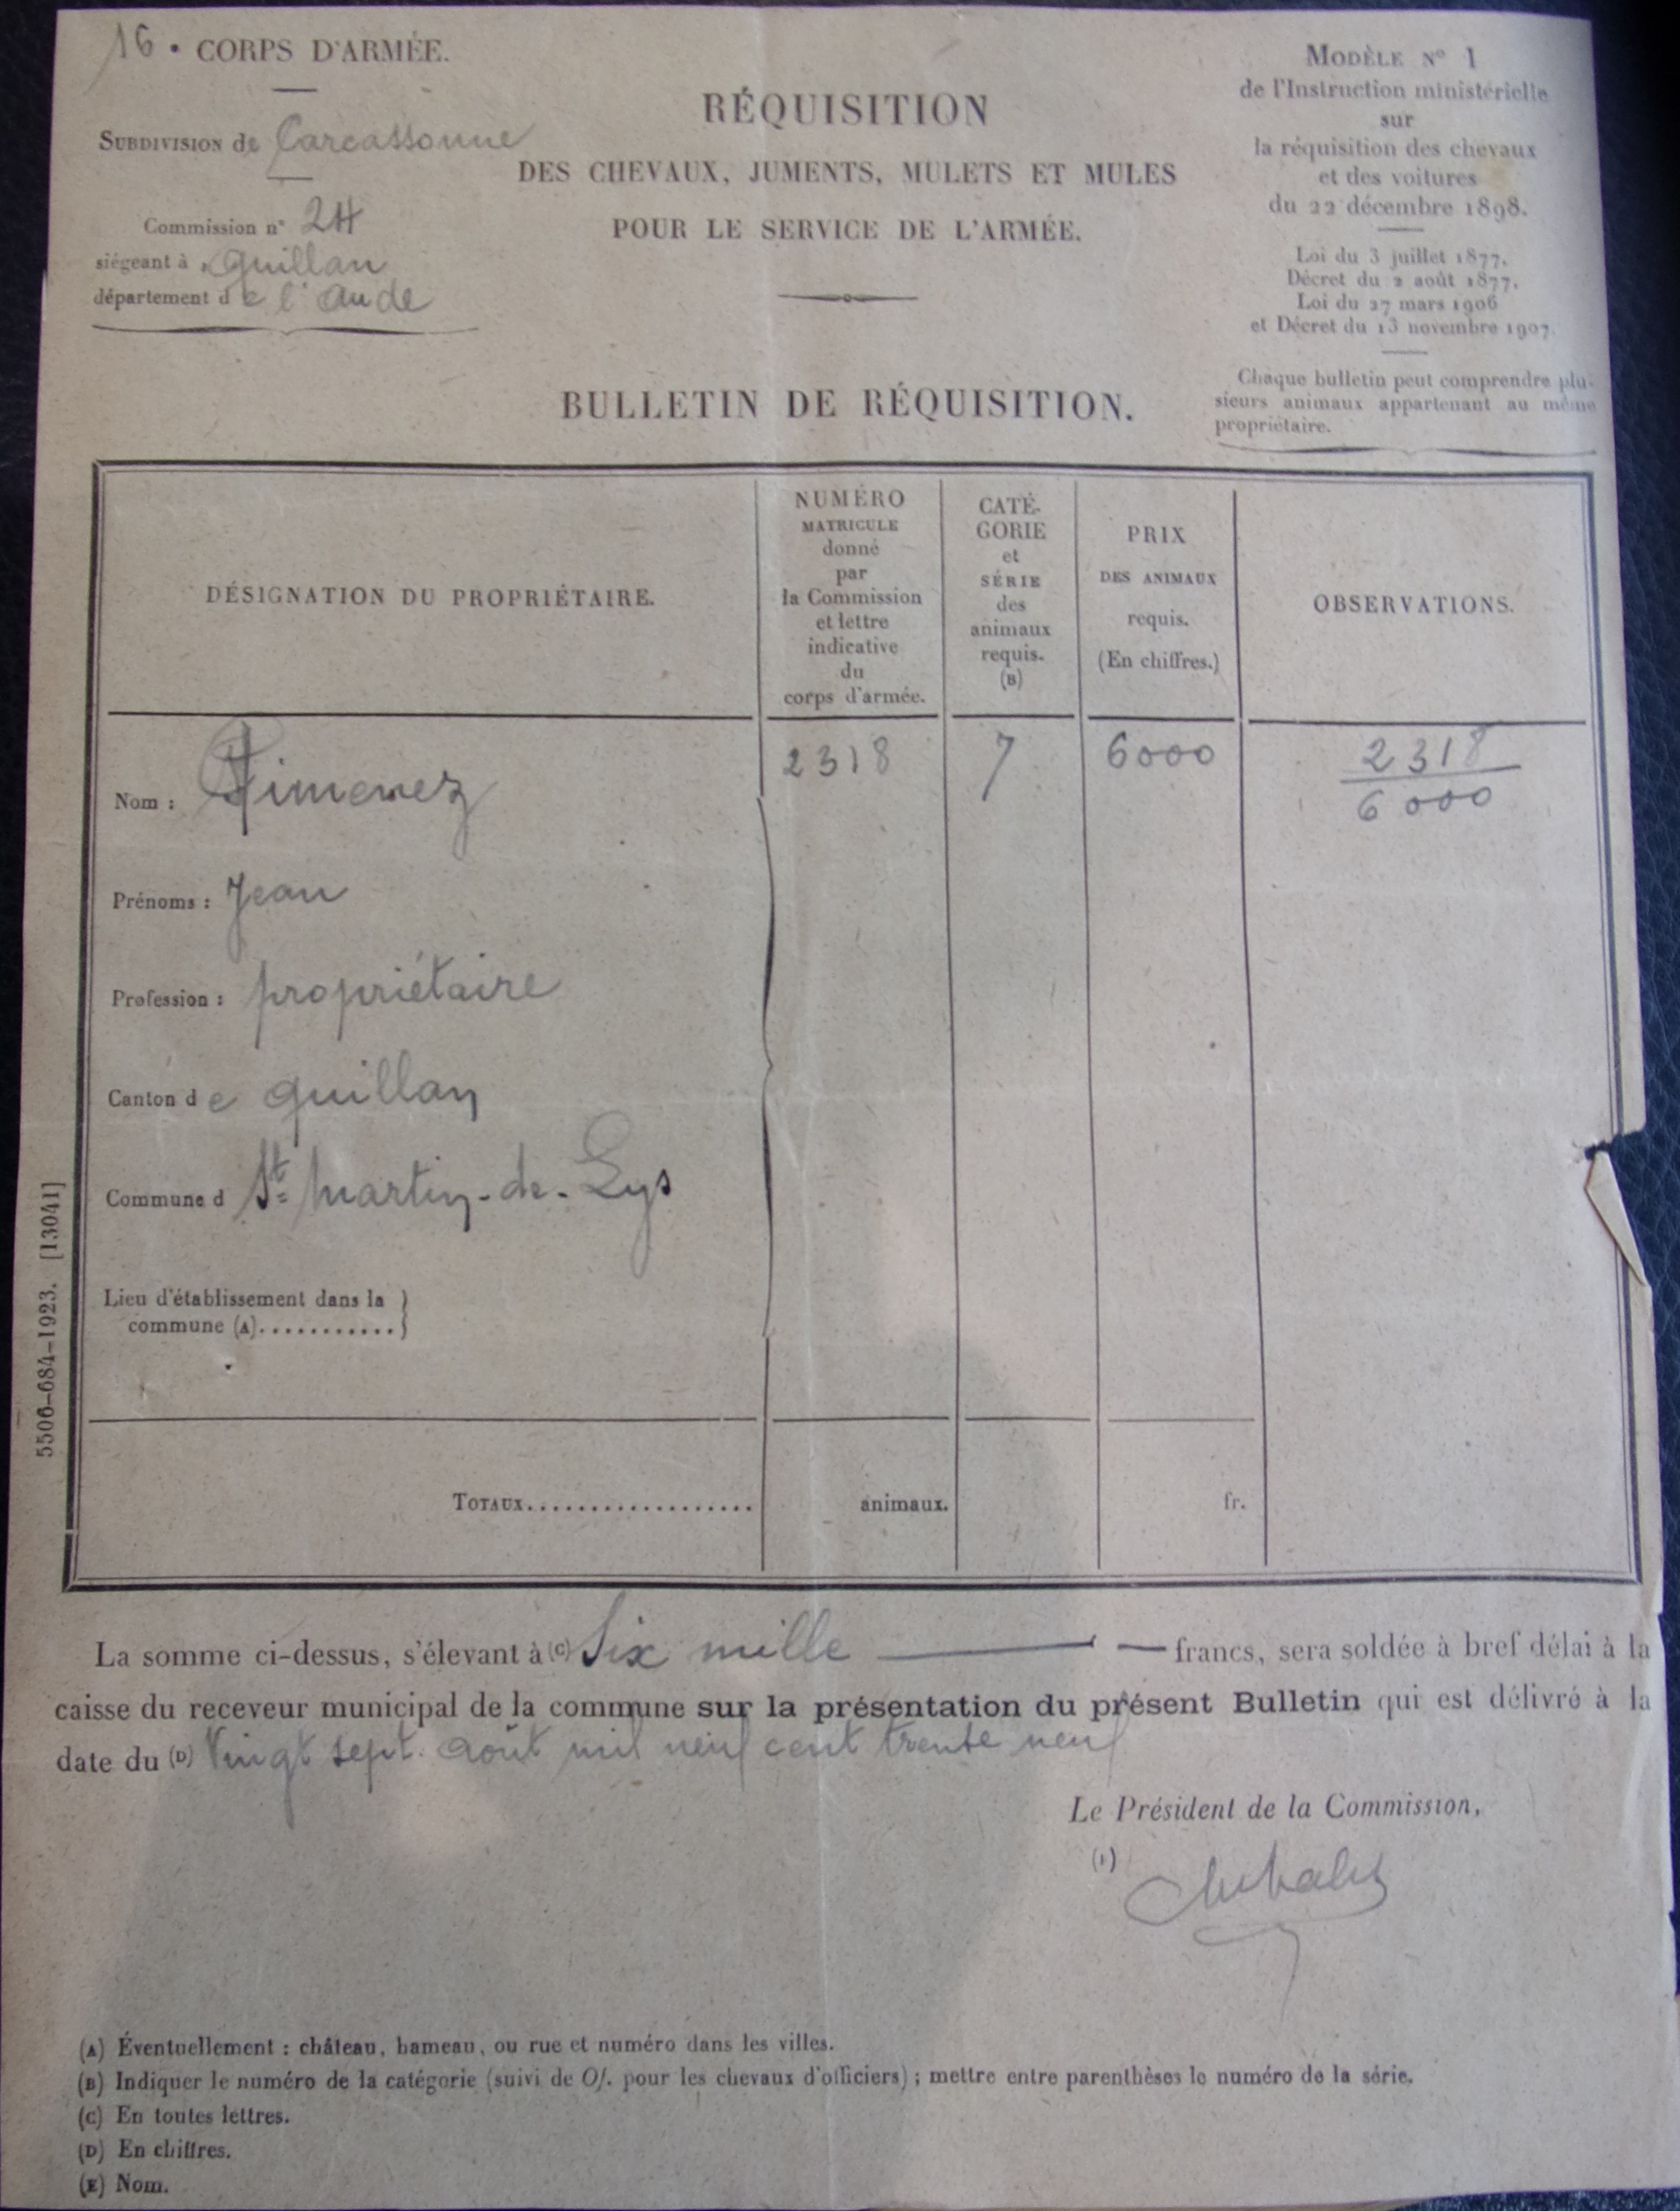 16e CORPS D'ARMÉE.
SUBDIVISION de Carcassonne
Commission n° 24
siégeant à Quillan
département de l'Aude
RÉQUISITION
DES CHEVAUX, JUMENTS, MULETS ET MULES
POUR LE SERVICE DE L'ARMÉE.
BULLETIN DE RÉQUISITION.
MODÈLE N° 1
de l'Instruction ministérielle
sur
la réquisition des chevaux
et des voitures
du 22 décembre 1898.
Loi du 3 juillet 1877.
Décret du 2 août 1877.
Loi du 27 mars 1906
et Décret du 13 novembre 1907.
Chaque bulletin peut comprendre plu-
sieurs animaux appartenant au même
propriétaire.
DÉSIGNATION DU PROPRIÉTAIRE.
NUMÉRO
MATRICULE
donné
par
la Commission
et lettre
indicative
du
corps d'armée.
CATÉ-
GORIE
et
SÉRIE
des
animaux
requis.
(B)
PRIX
DES ANIMAUX
requis.
(En chiffres.)
OBSERVATIONS.
Nom : Jimenez
2318
7
6000
2318
6000
Prénoms : Jean
Profession : propriétaire
Canton de Quillan
Commune d St Martin-de-Lys
Lieu d'établissement dans la
commune (A)...........
TOTAUX..................
animaux.
fr.
5506-684-1923. [13041]
La somme ci-dessus, s'élevant à (C) Six mille — francs, sera soldée à bref délai à la
caisse du receveur municipal de la commune sur la présentation du présent Bulletin qui est délivré à la
date du (D) Vingt sept août mil neuf cent trente neuf
Le Président de la Commission,
(A) Éventuellement : château, hameau, ou rue et numéro dans les villes.
(B) Indiquer le numéro de la catégorie (suivi de O/. pour les chevaux d'officiers) ; mettre entre parenthèses le numéro de la série.
(C) En toutes lettres.
(D) En chiffres.
(E) Nom.